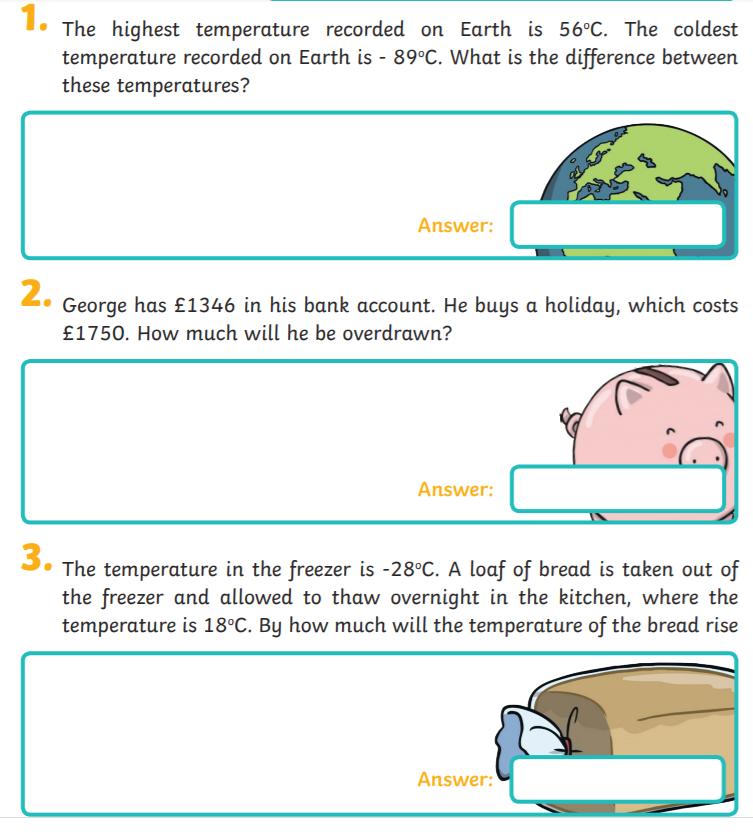 1. The highest temperature recorded on Earth is 56ºC. The coldest
temperature recorded on Earth is - 89ºC. What is the difference between
these temperatures?
Answer:
2. George has £1346 in his bank account. He buys a holiday, which costs
£1750. How much will he be overdrawn?
Answer:
3. The temperature in the freezer is -28ºC. A loaf of bread is taken out of
the freezer and allowed to thaw overnight in the kitchen, where the
temperature is 18ºC. By how much will the temperature of the bread rise
Answer: